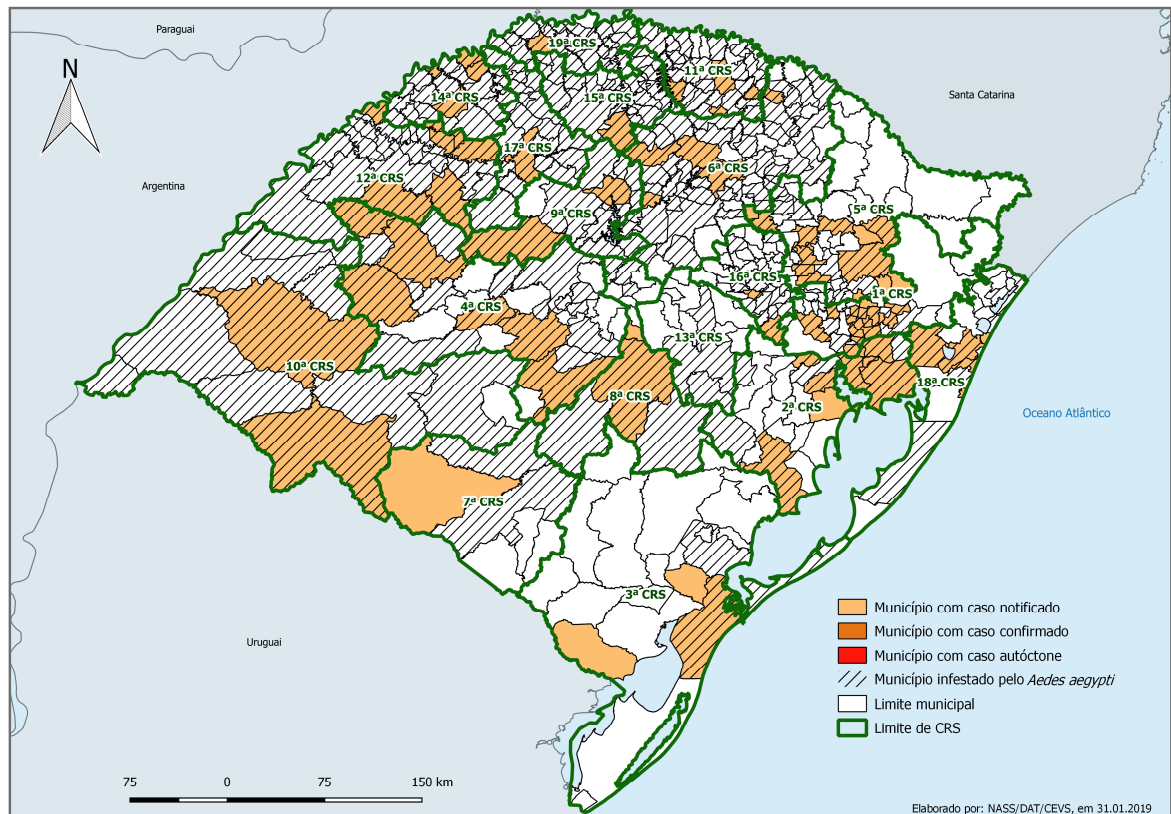 Paraguai
N
Santa Catarina
Argentina
19ª CRS
11ª CRS
14ª CRS
15ª CRS
17ª CRS
6ª CRS
12ª CRS
9ª CRS
5ª CRS
16ª CRS
1ª CRS
4ª CRS
13ª CRS
10ª CRS
18ª CRS
8ª CRS
2ª CRS
Oceano Atlântico
7ª CRS
3ª CRS
Uruguai
Município com caso notificado
Município com caso confirmado
Município com caso autóctone
Município infestado pelo Aedes aegypti
Limite municipal
Limite de CRS
75 0 75 150 km
Elaborado por: NASS/DAT/CEVS, em 31.01.2019